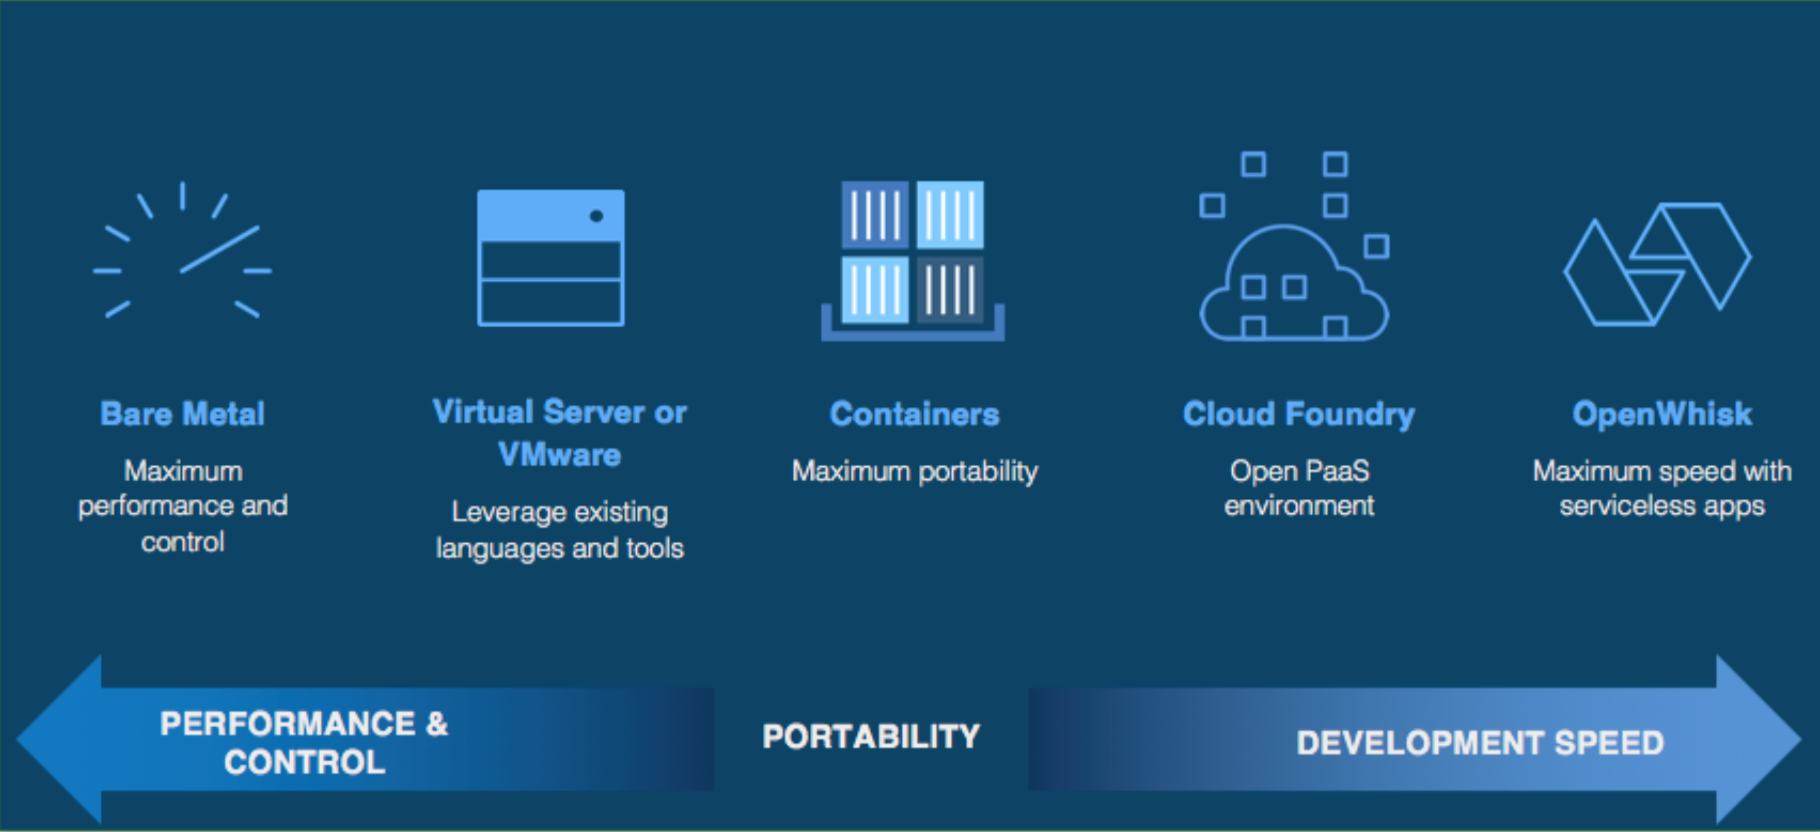 Bare Metal
Maximum
performance and
control
Virtual Server or
VMware
Leverage existing
languages and tools
Containers
Maximum portability
Cloud Foundry
Open PaaS
environment
OpenWhisk
Maximum speed with
serviceless apps
PERFORMANCE &
CONTROL
PORTABILITY
DEVELOPMENT SPEED